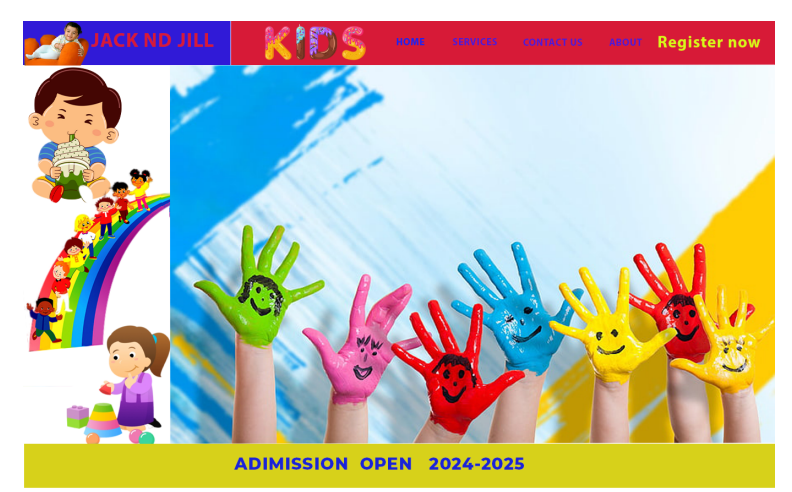 JACK ND JILL
KIDS
HOME
SERVICES
CONTACT US
ABOUT
Register now
ADIMISSION OPEN 2024-2025